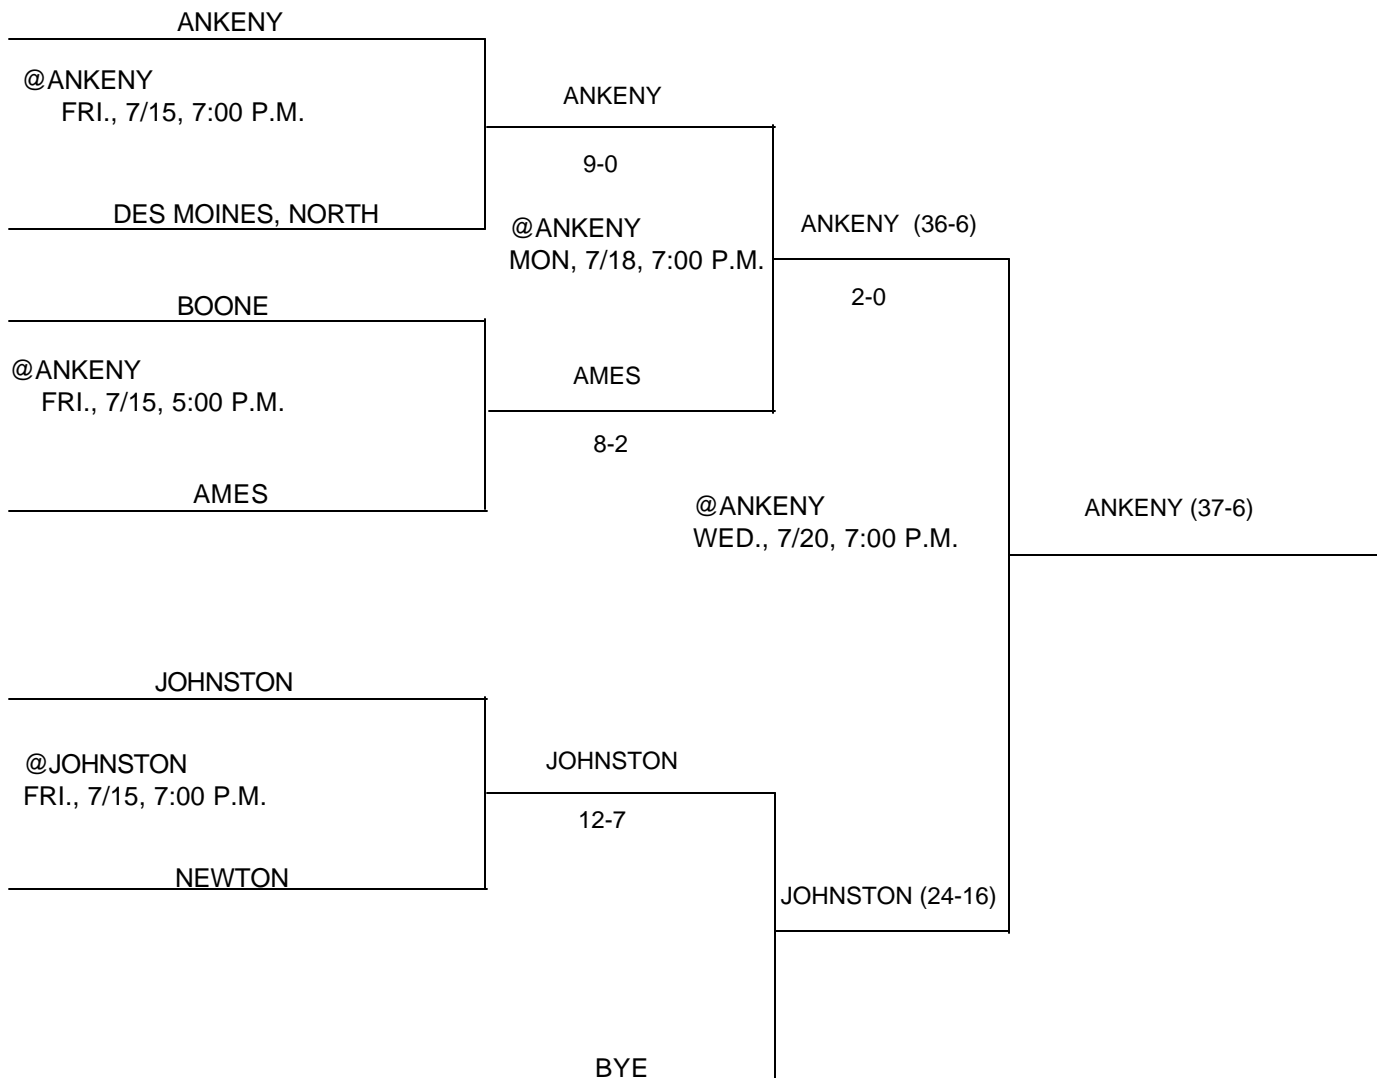 ANKENY
@ANKENY
FRI., 7/15, 7:00 P.M.
DES MOINES, NORTH
BOONE
@ANKENY
FRI., 7/15, 5:00 P.M.
AMES
JOHNSTON
@JOHNSTON
FRI., 7/15, 7:00 P.M.
NEWTON
ANKENY
9-0
@ANKENY
MON, 7/18, 7:00 P.M.
AMES
8-2
JOHNSTON
12-7
BYE
ANKENY (36-6)
2-0
@ANKENY
WED., 7/20, 7:00 P.M.
JOHNSTON (24-16)
ANKENY (37-6)